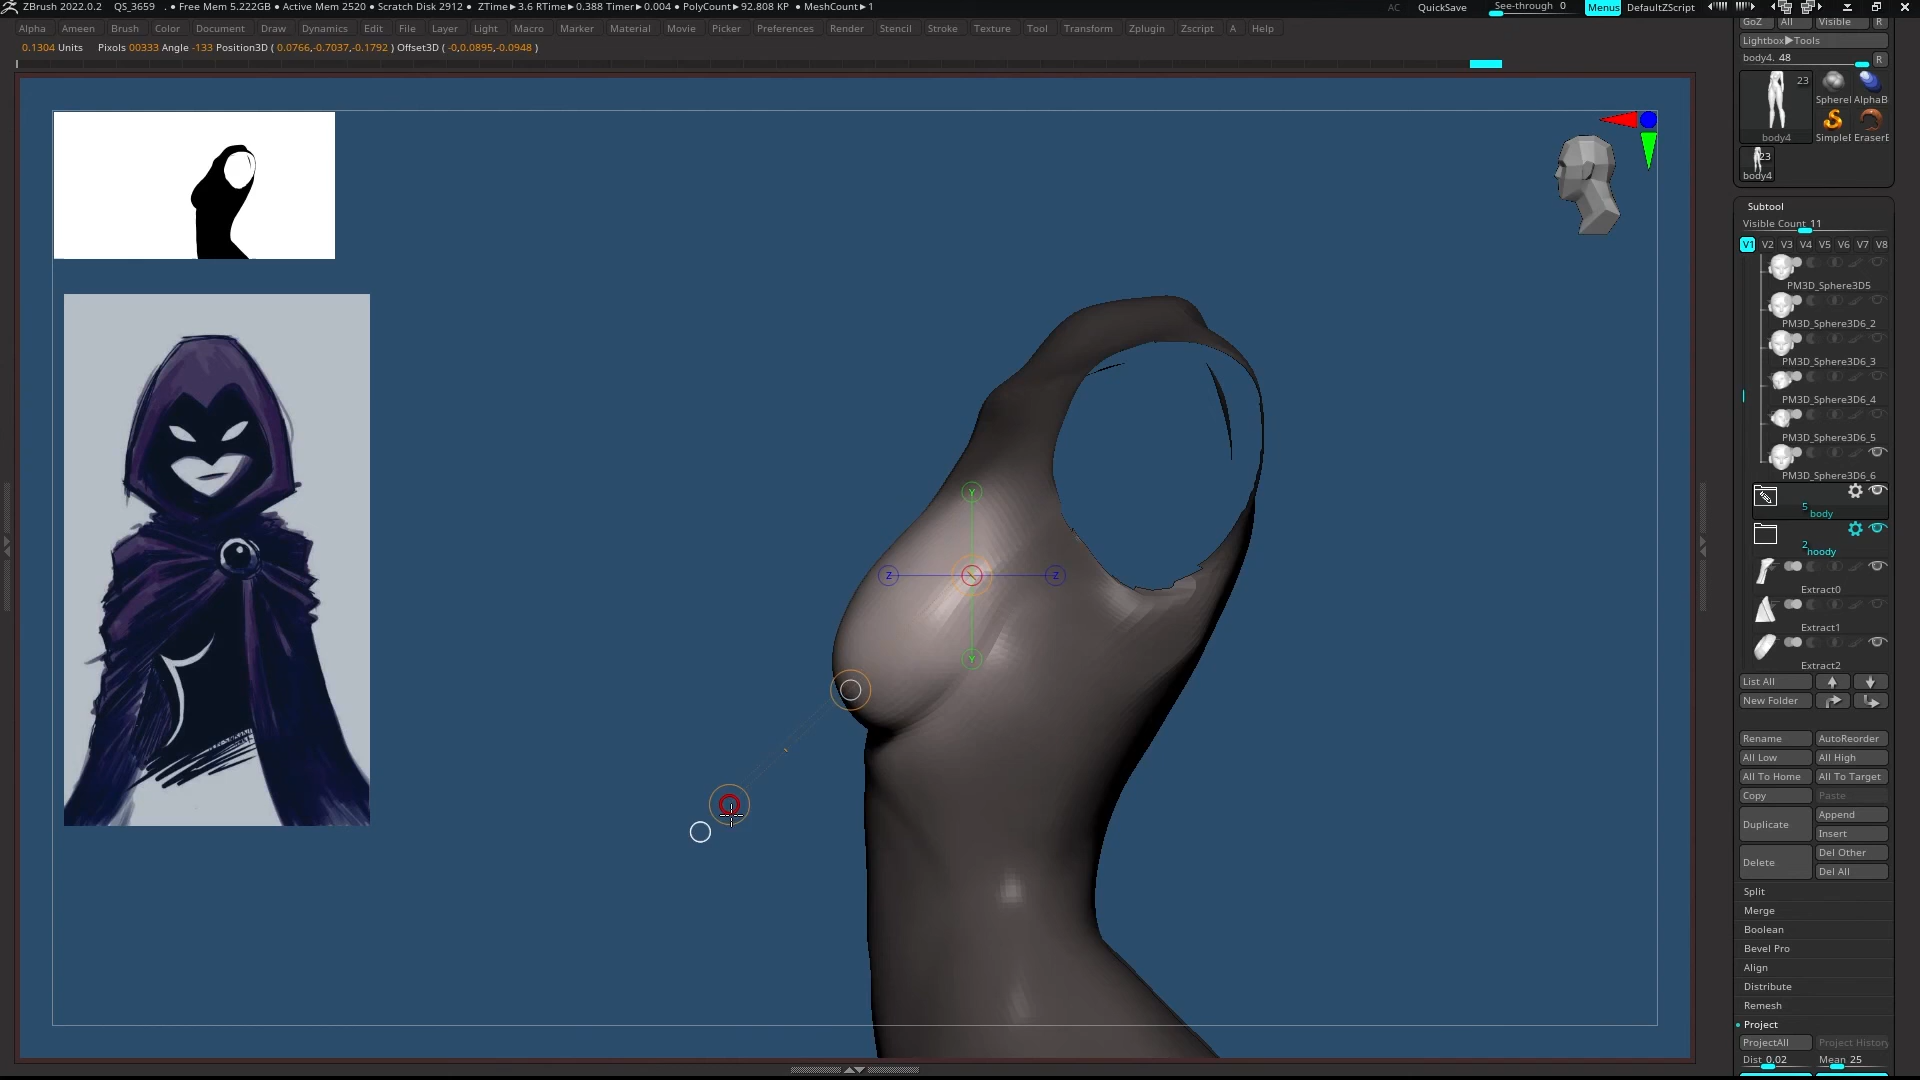 ZBrush 2022.0.2 QS_3659 . • Free Mem 5.222GB • Active Mem 2520 • Scratch Disk 2912 • ZTime▶3.6 RTime▶0.388 Timer▶0.004 • PolyCount▶92.808 KP • MeshCount▶1 AC QuickSave See-through 0 Menus DefaultZScript
Alpha Ameen Brush Color Document Draw Dynamics Edit File Layer Light Macro Marker Material Movie Picker Preferences Render Stencil Stroke Texture Tool Transform Zplugin Zscript A Help
0.1304 Units Pixols 00333 Angle -133 Position3D ( 0.0766,-0.7037,-0.1792 ) Offset3D ( -0,0.0895,-0.0948 )
GoZ All Visible R
Lightbox▶Tools
body4. 48 R
23
SphereI AlphaB
body4 SimpleE EraserE
23
body4
Subtool
Visible Count 11
V1 V2 V3 V4 V5 V6 V7 V8
PM3D_Sphere3D5
PM3D_Sphere3D6_2
PM3D_Sphere3D6_3
PM3D_Sphere3D6_4
PM3D_Sphere3D6_5
PM3D_Sphere3D6_6
5 body
2 hoody
Extract0
Extract1
Extract2
List All
New Folder
Rename AutoReorder
All Low All High
All To Home All To Target
Copy Paste
Duplicate Append
Insert
Delete Del Other
Del All
Split
Merge
Boolean
Bevel Pro
Align
Distribute
Remesh
Project
ProjectAll Project History
Dist 0.02 Mean 25
Y
Z Z
Y